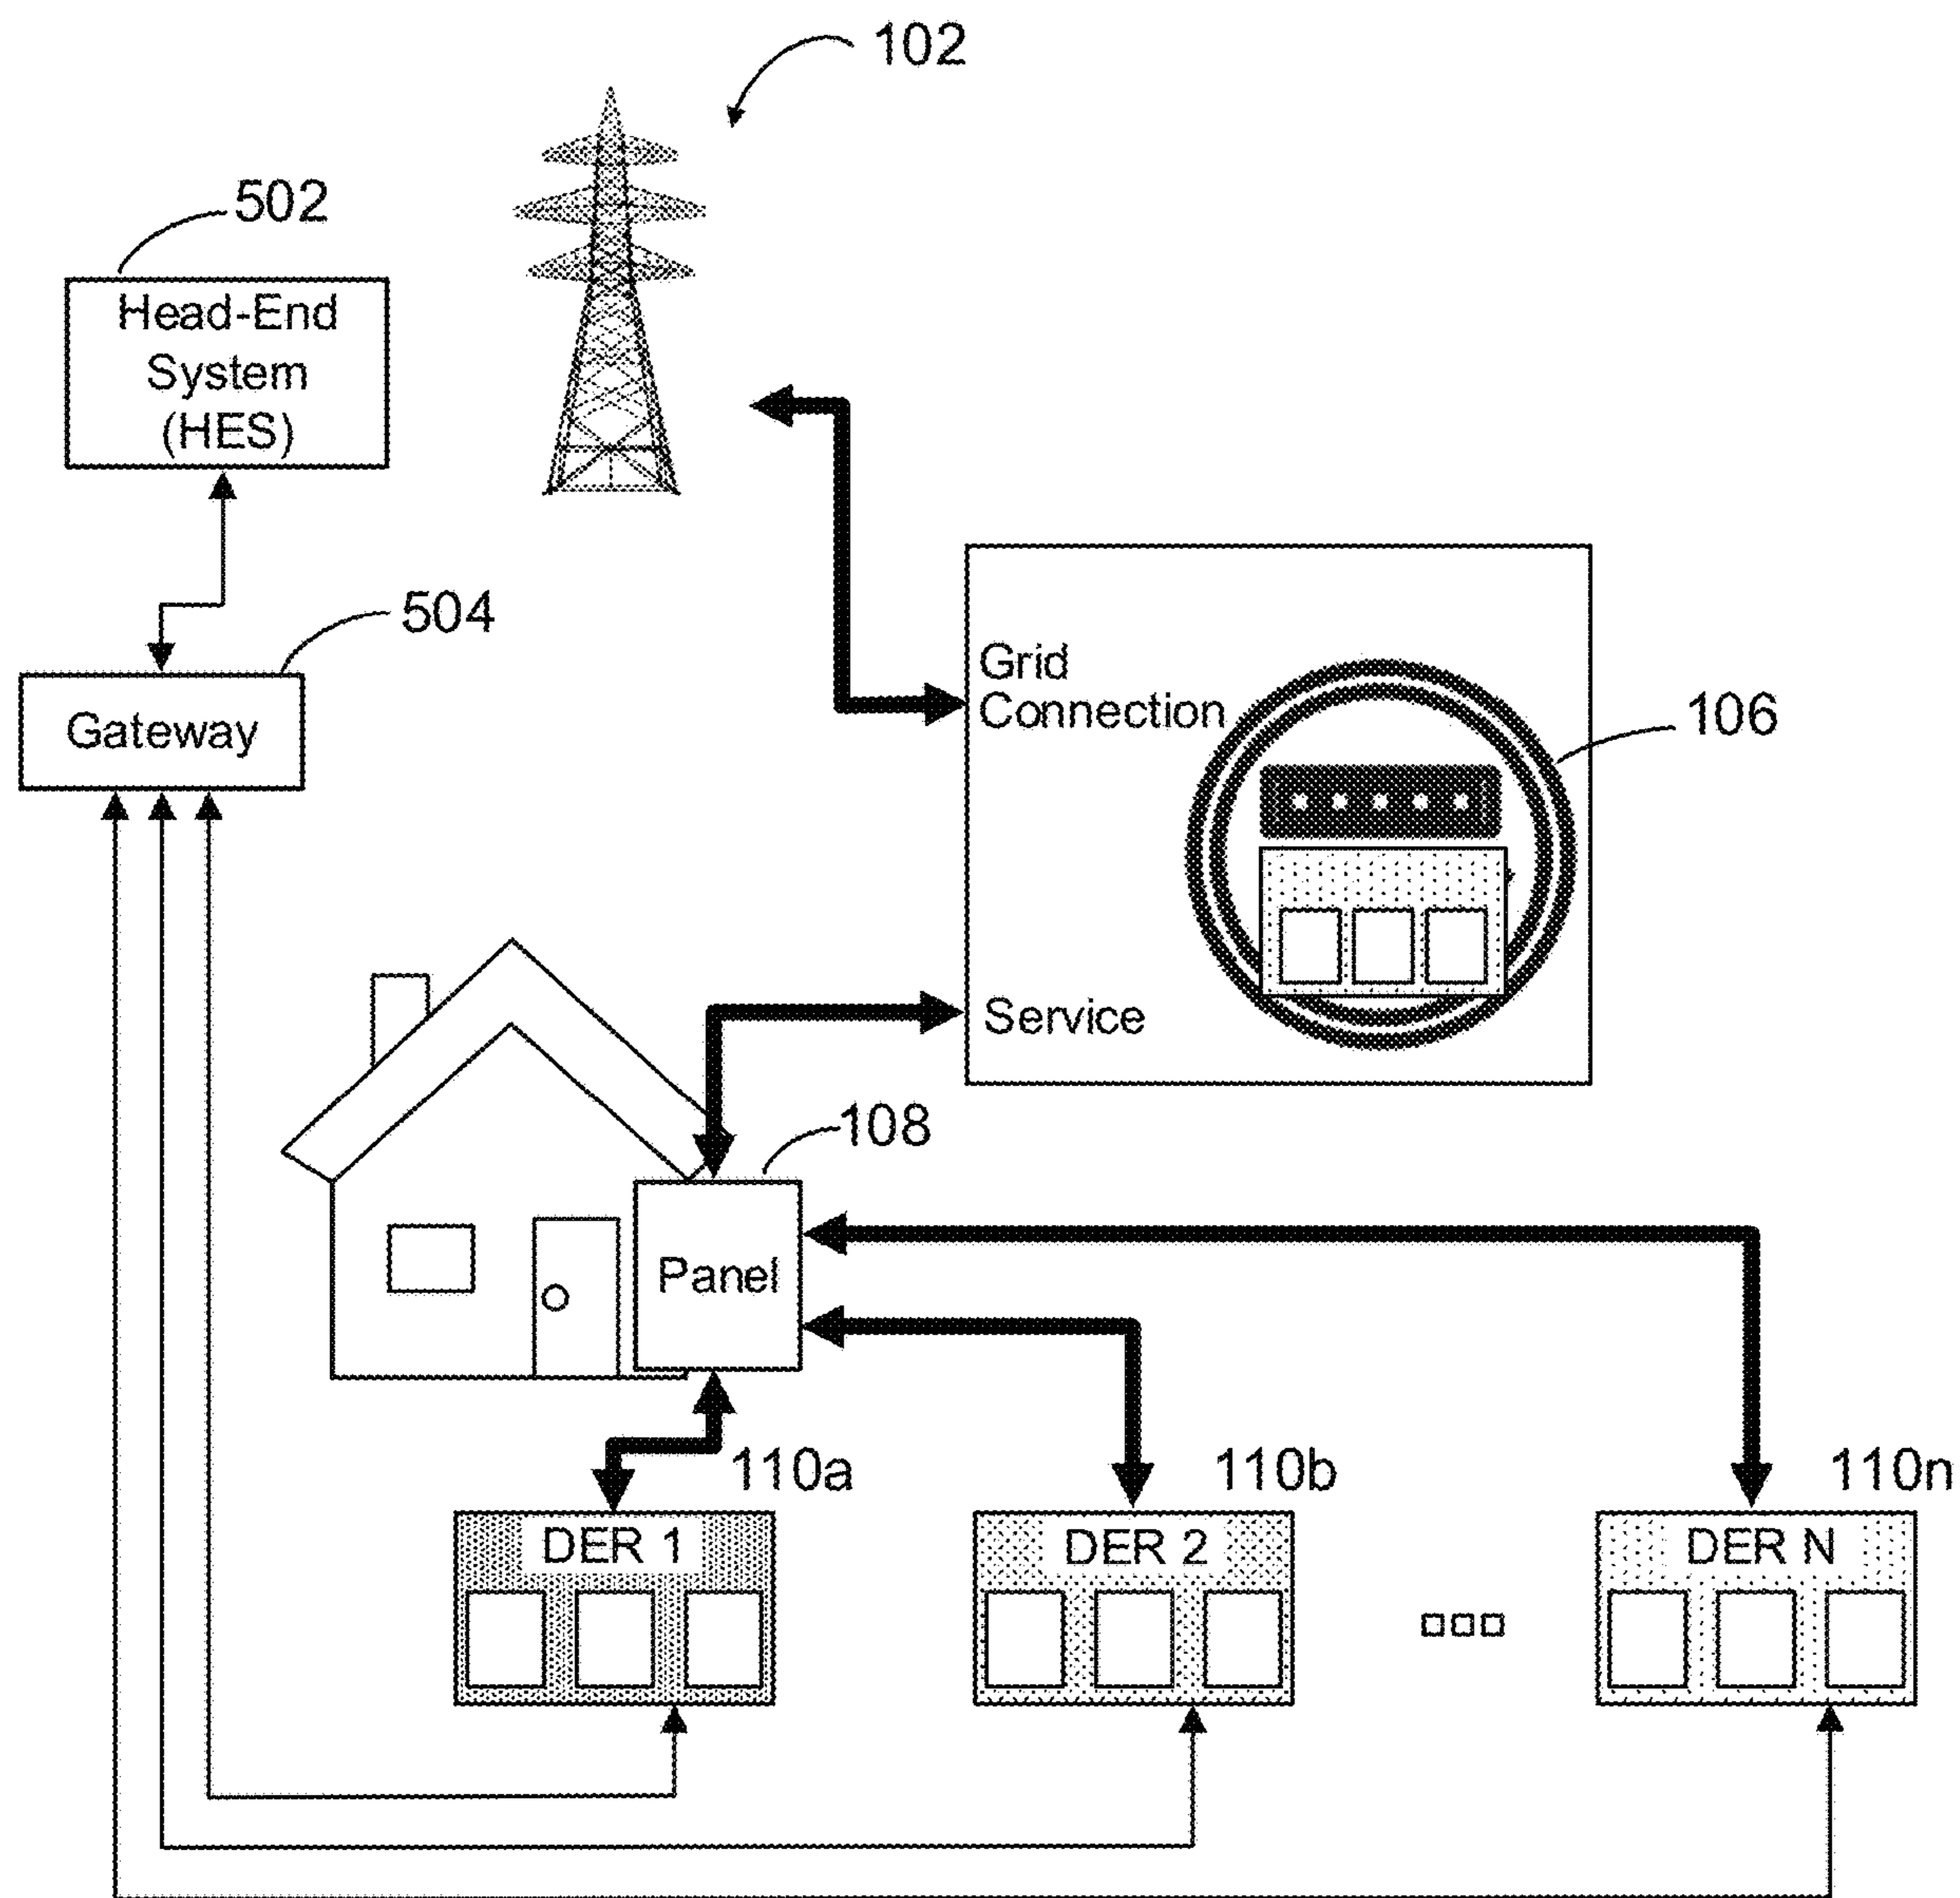 102
502
Head-End
System
(HES)
504
Gateway
Grid
Connection
106
Service
108
Panel
110a
110b
110n
DER 1
DER 2
DER N